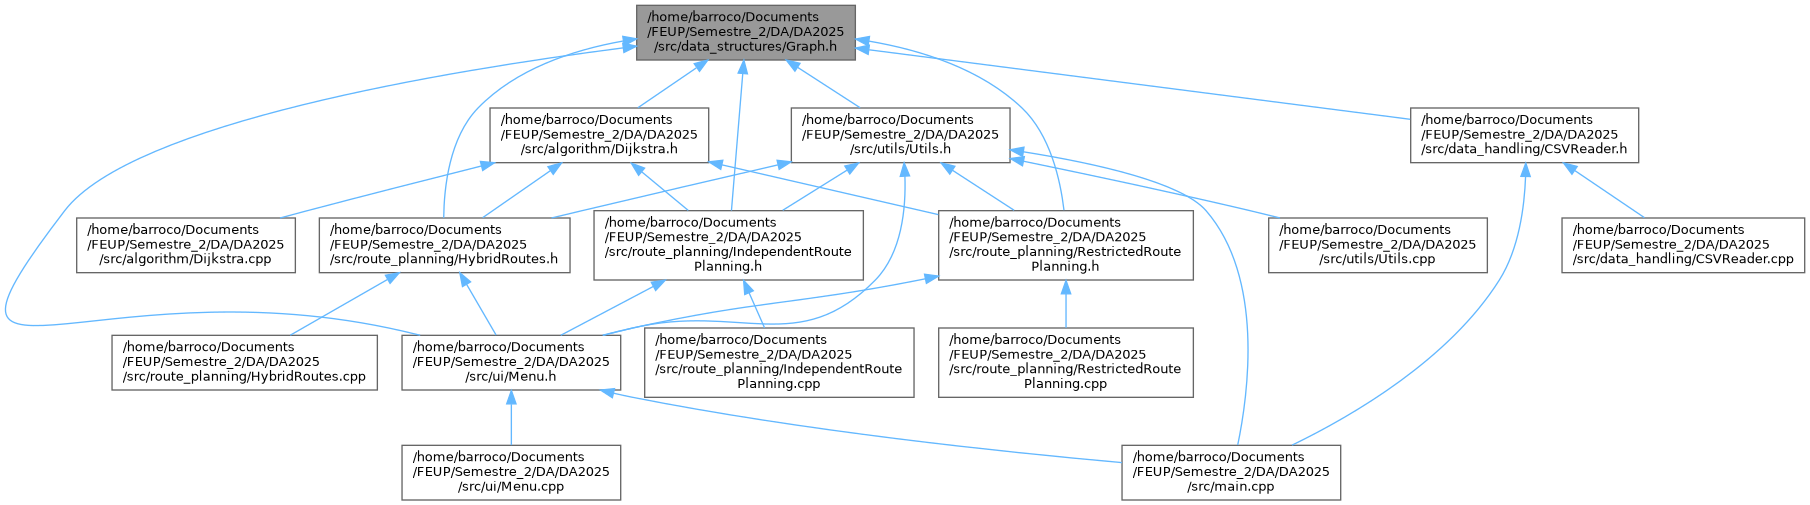 /home/barroco/Documents
/FEUP/Semestre_2/DA/DA2025
/src/data_structures/Graph.h
/home/barroco/Documents
/FEUP/Semestre_2/DA/DA2025
/src/algorithm/Dijkstra.h
/home/barroco/Documents
/FEUP/Semestre_2/DA/DA2025
/src/utils/Utils.h
/home/barroco/Documents
/FEUP/Semestre_2/DA/DA2025
/src/data_handling/CSVReader.h
/home/barroco/Documents
/FEUP/Semestre_2/DA/DA2025
/src/algorithm/Dijkstra.cpp
/home/barroco/Documents
/FEUP/Semestre_2/DA/DA2025
/src/route_planning/HybridRoutes.h
/home/barroco/Documents
/FEUP/Semestre_2/DA/DA2025
/src/route_planning/IndependentRoute
Planning.h
/home/barroco/Documents
/FEUP/Semestre_2/DA/DA2025
/src/route_planning/RestrictedRoute
Planning.h
/home/barroco/Documents
/FEUP/Semestre_2/DA/DA2025
/src/utils/Utils.cpp
/home/barroco/Documents
/FEUP/Semestre_2/DA/DA2025
/src/data_handling/CSVReader.cpp
/home/barroco/Documents
/FEUP/Semestre_2/DA/DA2025
/src/route_planning/HybridRoutes.cpp
/home/barroco/Documents
/FEUP/Semestre_2/DA/DA2025
/src/ui/Menu.h
/home/barroco/Documents
/FEUP/Semestre_2/DA/DA2025
/src/route_planning/IndependentRoute
Planning.cpp
/home/barroco/Documents
/FEUP/Semestre_2/DA/DA2025
/src/route_planning/RestrictedRoute
Planning.cpp
/home/barroco/Documents
/FEUP/Semestre_2/DA/DA2025
/src/ui/Menu.cpp
/home/barroco/Documents
/FEUP/Semestre_2/DA/DA2025
/src/main.cpp